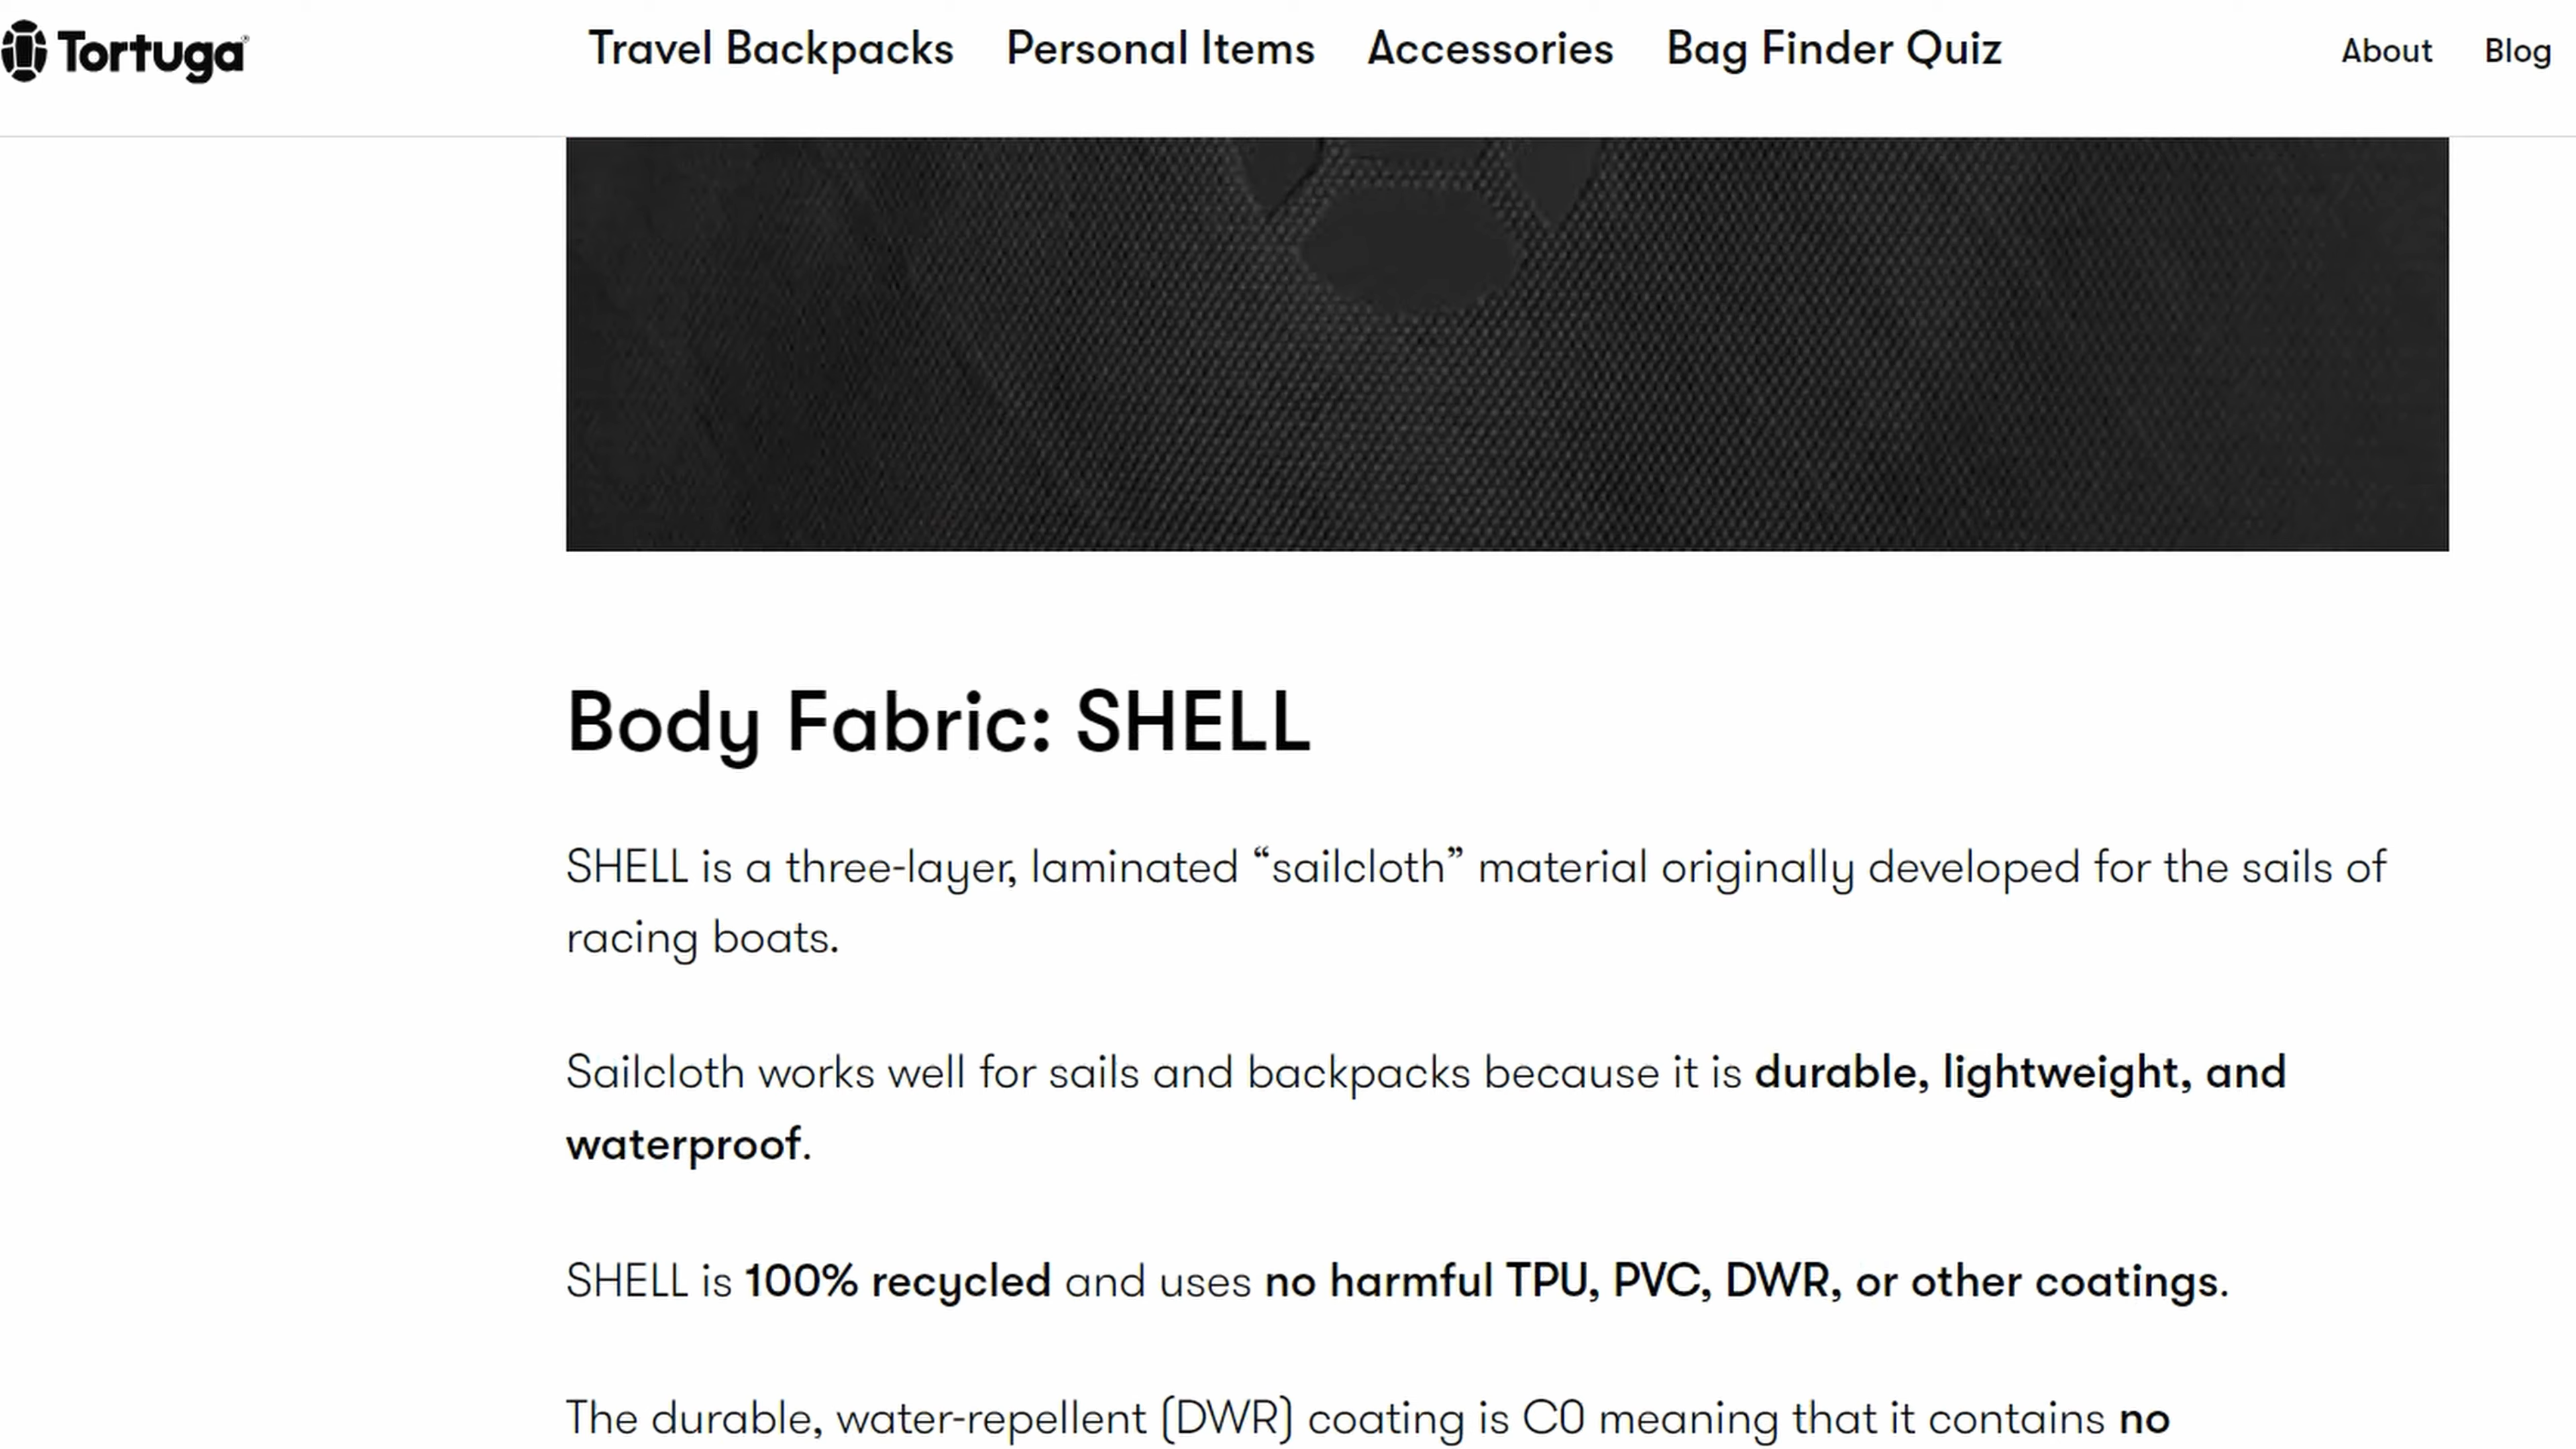 Tortuga®
Travel Backpacks Personal Items Accessories Bag Finder Quiz
About Blog
Body Fabric: SHELL
SHELL is a three-layer, laminated “sailcloth” material originally developed for the sails of
racing boats.
Sailcloth works well for sails and backpacks because it is durable, lightweight, and
waterproof.
SHELL is 100% recycled and uses no harmful TPU, PVC, DWR, or other coatings.
The durable, water-repellent (DWR) coating is C0 meaning that it contains no